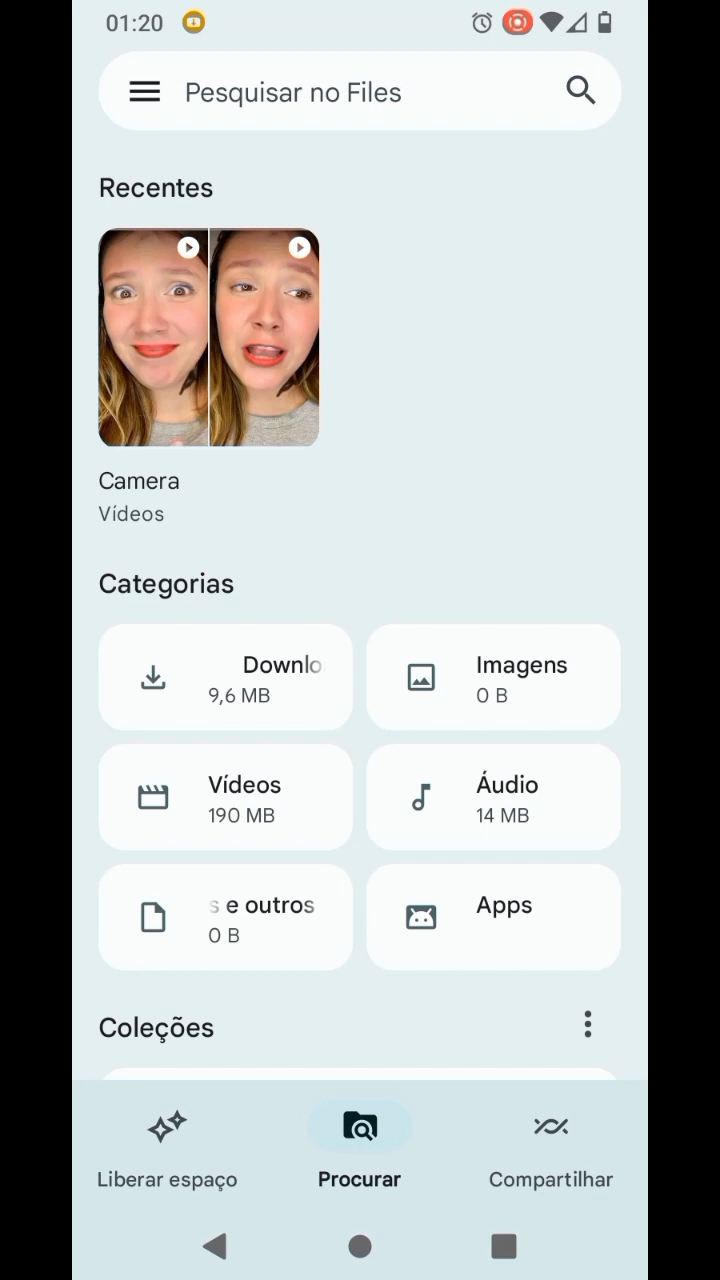 01:20
Pesquisar no Files
Recentes
Camera
Vídeos
Categorias
Downlo
9,6 MB
Imagens
0 B
Vídeos
190 MB
Áudio
14 MB
s e outros
0 B
Apps
Coleções
Liberar espaço
Procurar
Compartilhar